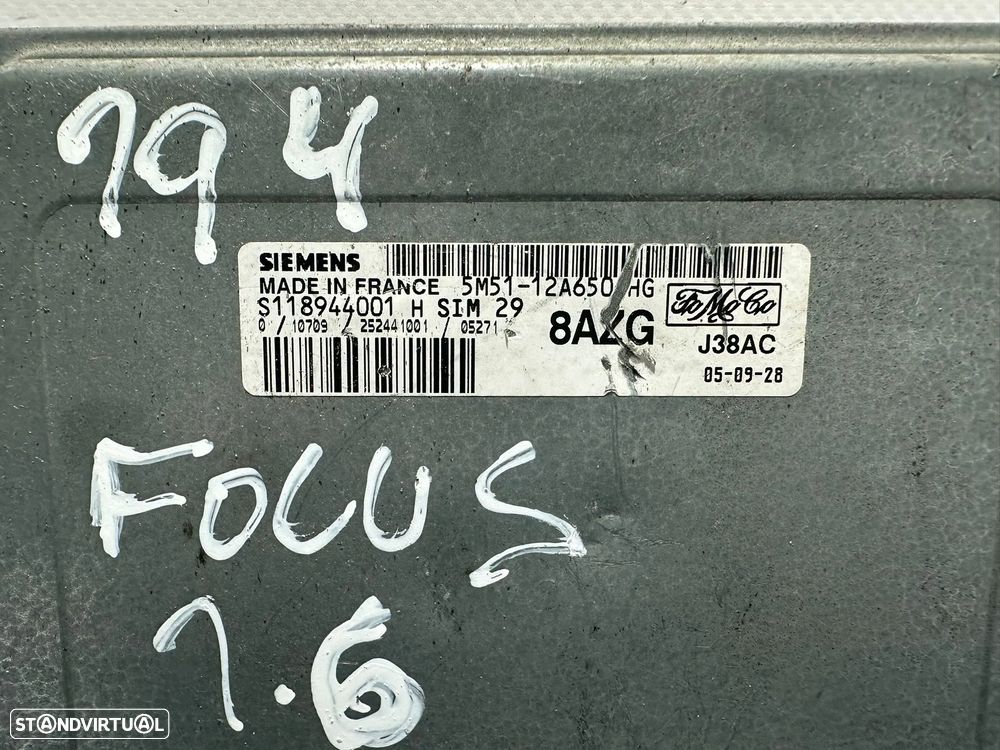 194
SIEMENS
MADE IN FRANCE 5M51-12A650 HG
S118944001 H SIM 29
FoMoCo
0 / 10709 / 252441001 / 05271
8AZG
J38AC
05-09-28
FOCUS
1.6
STANDVIRTUAL